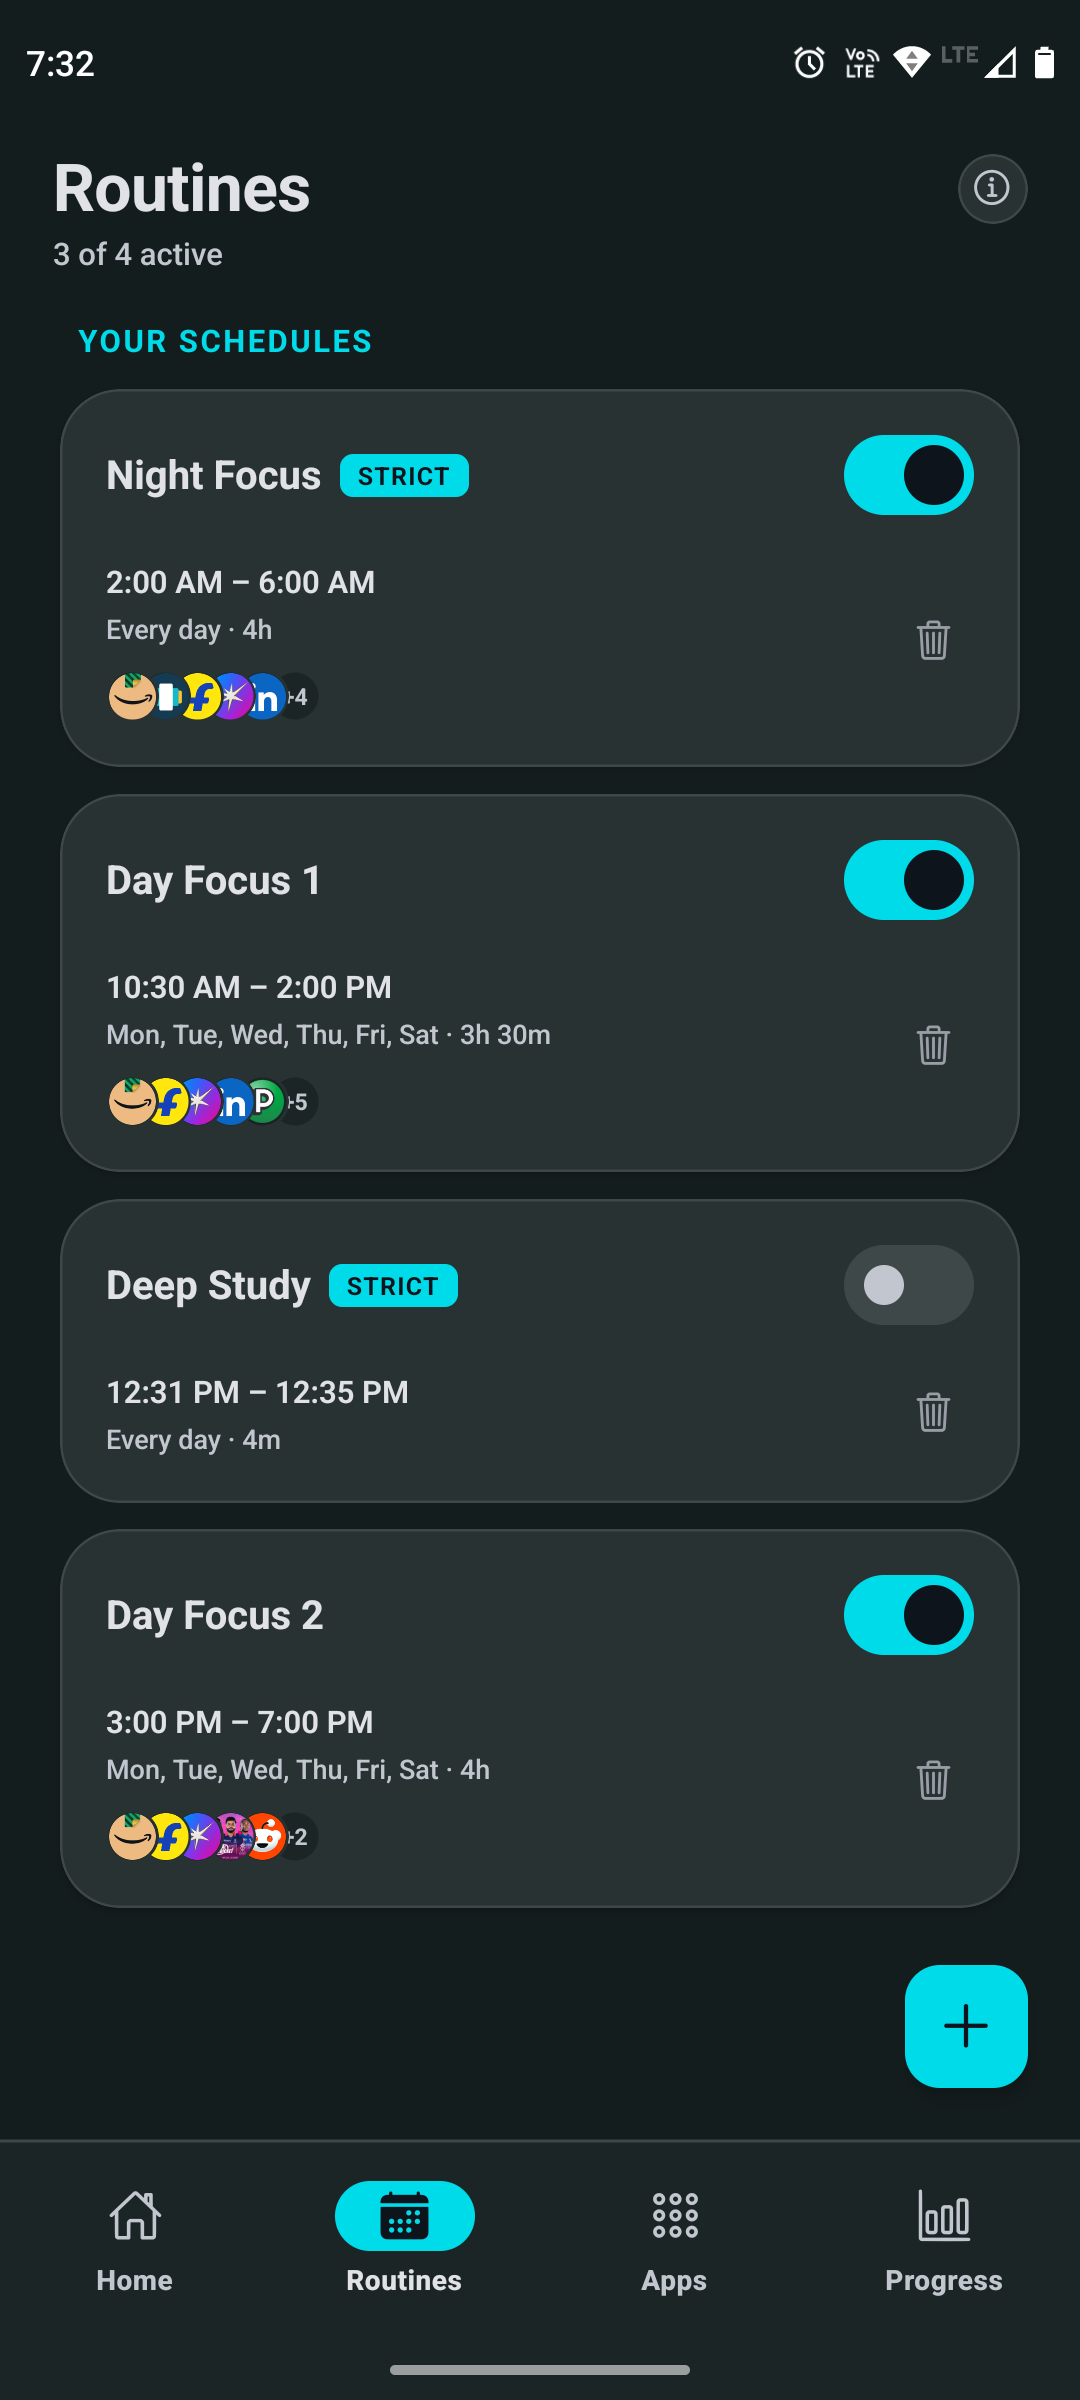 7:32
Vo LTE LTE
Routines
3 of 4 active
YOUR SCHEDULES
Night Focus STRICT
2:00 AM – 6:00 AM
Every day · 4h
+4
Day Focus 1
10:30 AM – 2:00 PM
Mon, Tue, Wed, Thu, Fri, Sat · 3h 30m
+5
Deep Study STRICT
12:31 PM – 12:35 PM
Every day · 4m
Day Focus 2
3:00 PM – 7:00 PM
Mon, Tue, Wed, Thu, Fri, Sat · 4h
+2
Home Routines Apps Progress